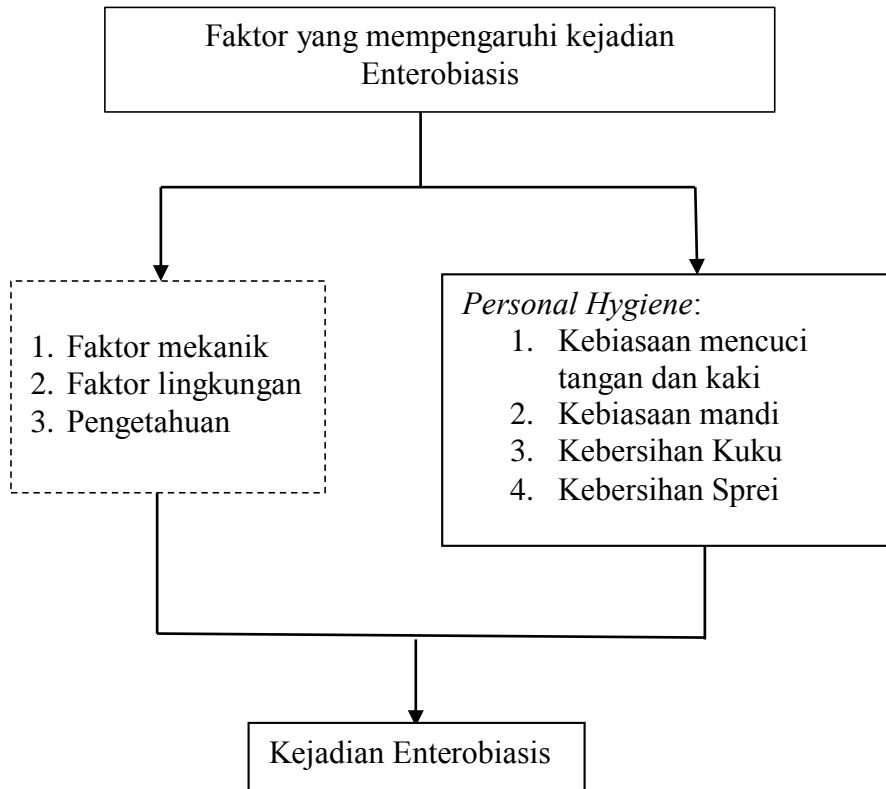 Faktor yang mempengaruhi kejadian
Enterobiasis
1. Faktor mekanik
2. Faktor lingkungan
3. Pengetahuan
Personal Hygiene:
1. Kebiasaan mencuci
tangan dan kaki
2. Kebiasaan mandi
3. Kebersihan Kuku
4. Kebersihan Sprei
Kejadian Enterobiasis